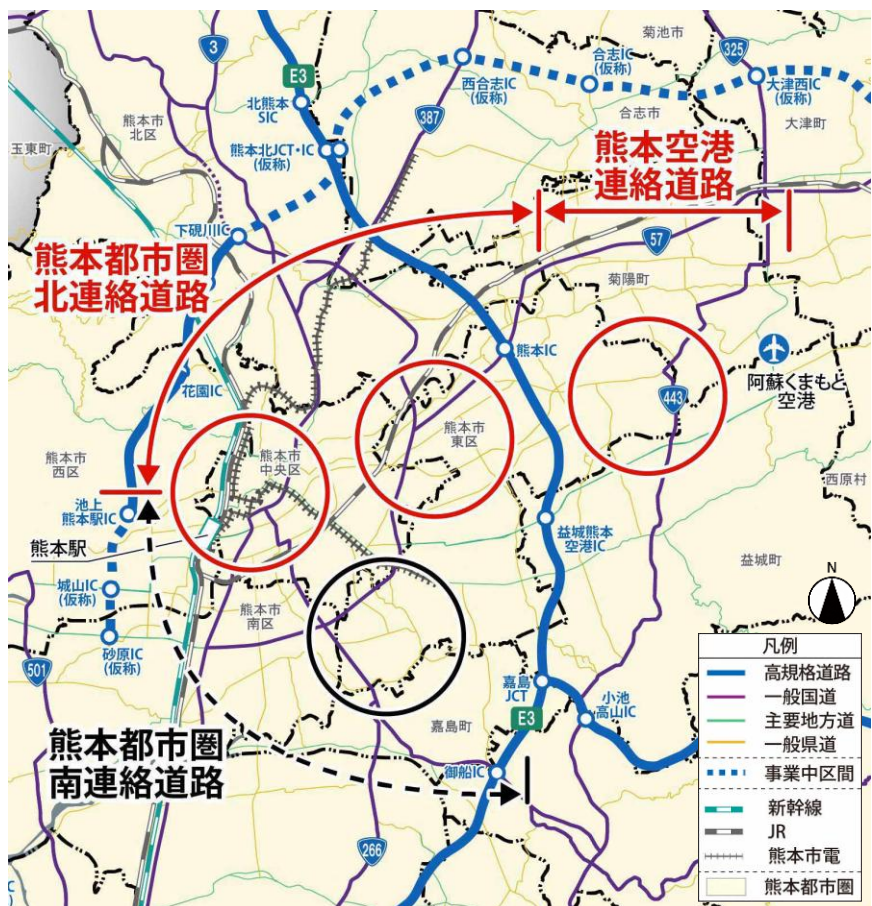 菊池市
3
合志IC
(仮称)
325
E3
西合志IC
(仮称)
大津西IC
(仮称)
北熊本
SIC
合志市
熊本市
北区
387
大津町
玉東町
熊本北JCT・IC
(仮称)
熊本空港
連絡道路
下硯川IC
57
熊本都市圏
北連絡道路
菊陽町
熊本IC
阿蘇くまもと
空港
花園IC
443
熊本市
東区
熊本市
西区
熊本市
中央区
西原村
池上
熊本駅IC
益城熊本
空港IC
熊本駅
益城町
城山IC
(仮称)
熊本市
南区
N
砂原IC
(仮称)
501
嘉島
JCT
小池
高山IC
E3
嘉島町
熊本都市圏
南連絡道路
御船IC
266
凡例
高規格道路
一般国道
主要地方道
一般県道
事業中区間
新幹線
JR
熊本市電
熊本都市圏